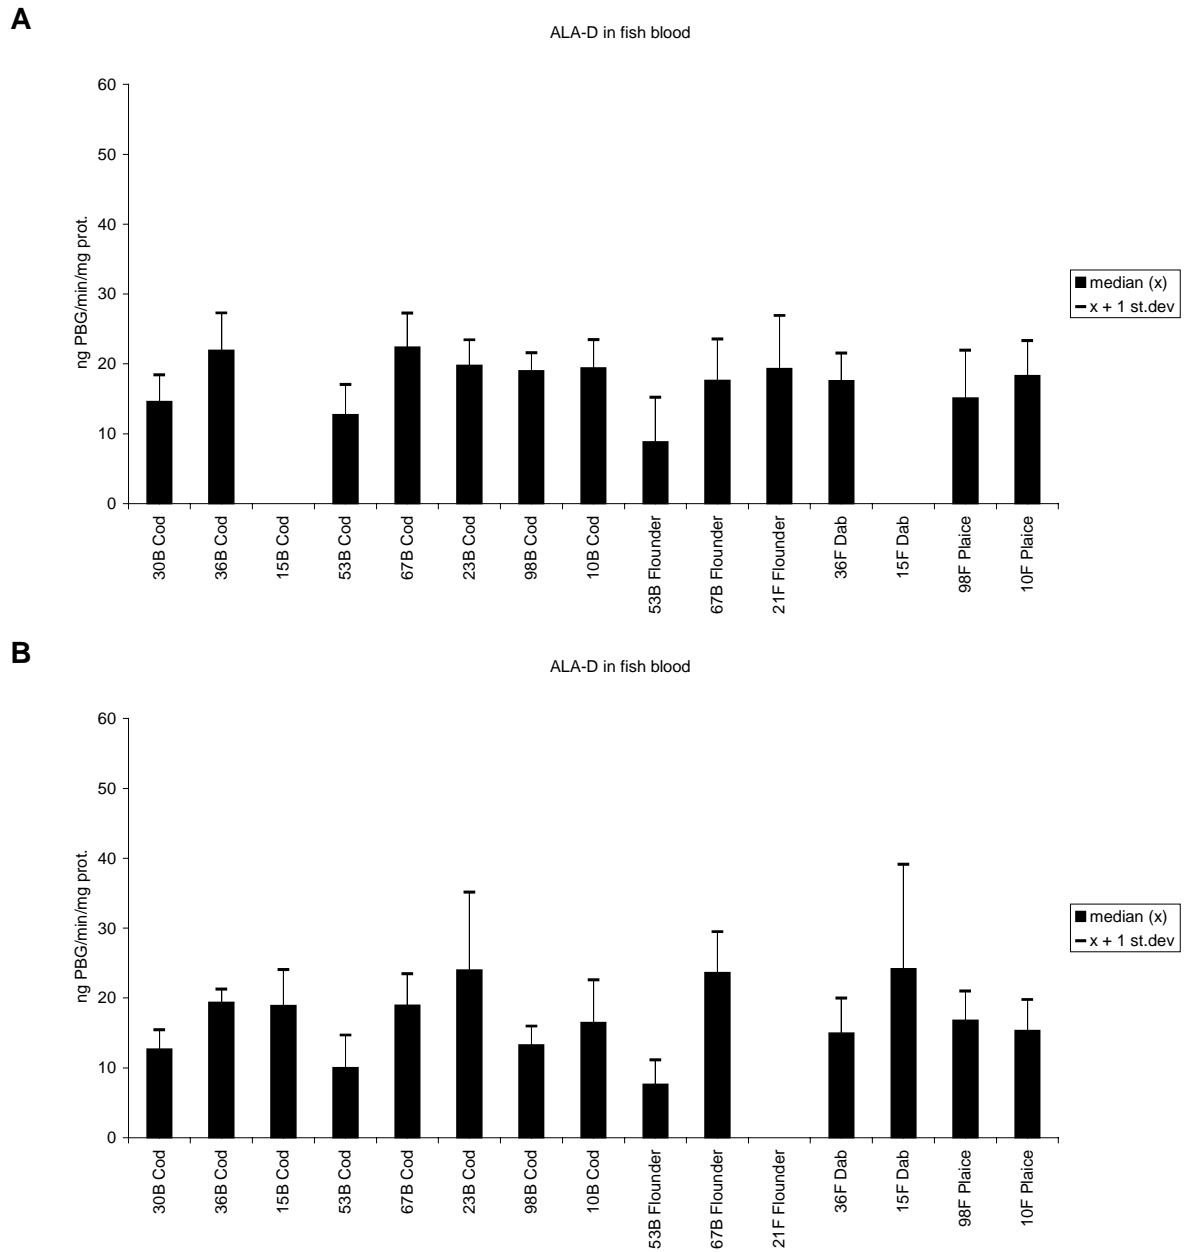 A
ALA-D in fish blood
60
50
40
30
20
10
0
ng PBG/min/mg prot.
median (x)
x + 1 st.dev
30B Cod
36B Cod
15B Cod
53B Cod
67B Cod
23B Cod
98B Cod
10B Cod
53B Flounder
67B Flounder
21F Flounder
36F Dab
15F Dab
98F Plaice
10F Plaice
B
ALA-D in fish blood
60
50
40
30
20
10
0
ng PBG/min/mg prot.
median (x)
x + 1 st.dev
30B Cod
36B Cod
15B Cod
53B Cod
67B Cod
23B Cod
98B Cod
10B Cod
53B Flounder
67B Flounder
21F Flounder
36F Dab
15F Dab
98F Plaice
10F Plaice